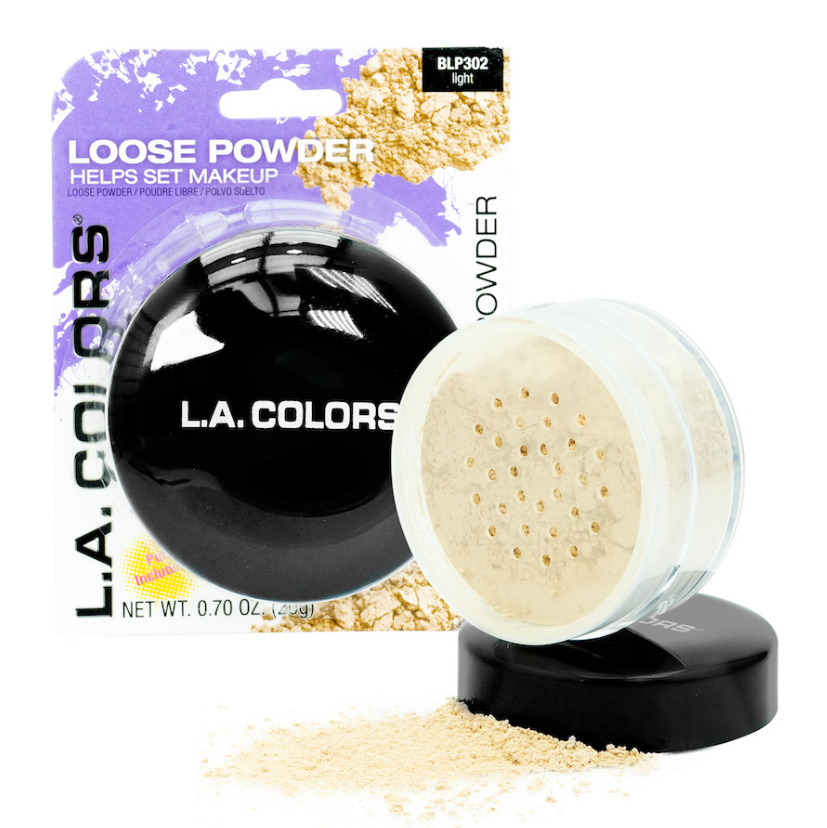 BLP302
light
LOOSE POWDER
HELPS SET MAKEUP
LOOSE POWDER / POUDRE LIBRE / POLVO SUELTO
L.A. COLORS®
POWDER
L.A. COLORS
NET WT. 0.70 OZ. (20g)